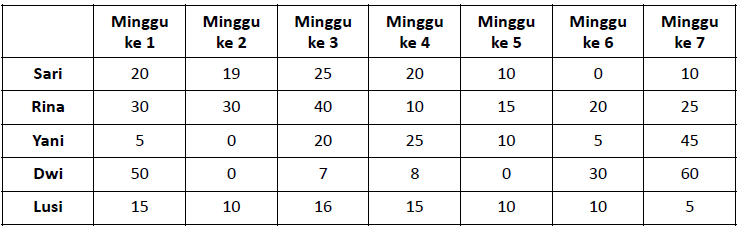 Minggu ke 1 Minggu ke 2 Minggu ke 3 Minggu ke 4 Minggu ke 5 Minggu ke 6 Minggu ke 7
Sari 20 19 25 20 10 0 10
Rina 30 30 40 10 15 20 25
Yani 5 0 20 25 10 5 45
Dwi 50 0 7 8 0 30 60
Lusi 15 10 16 15 10 10 5